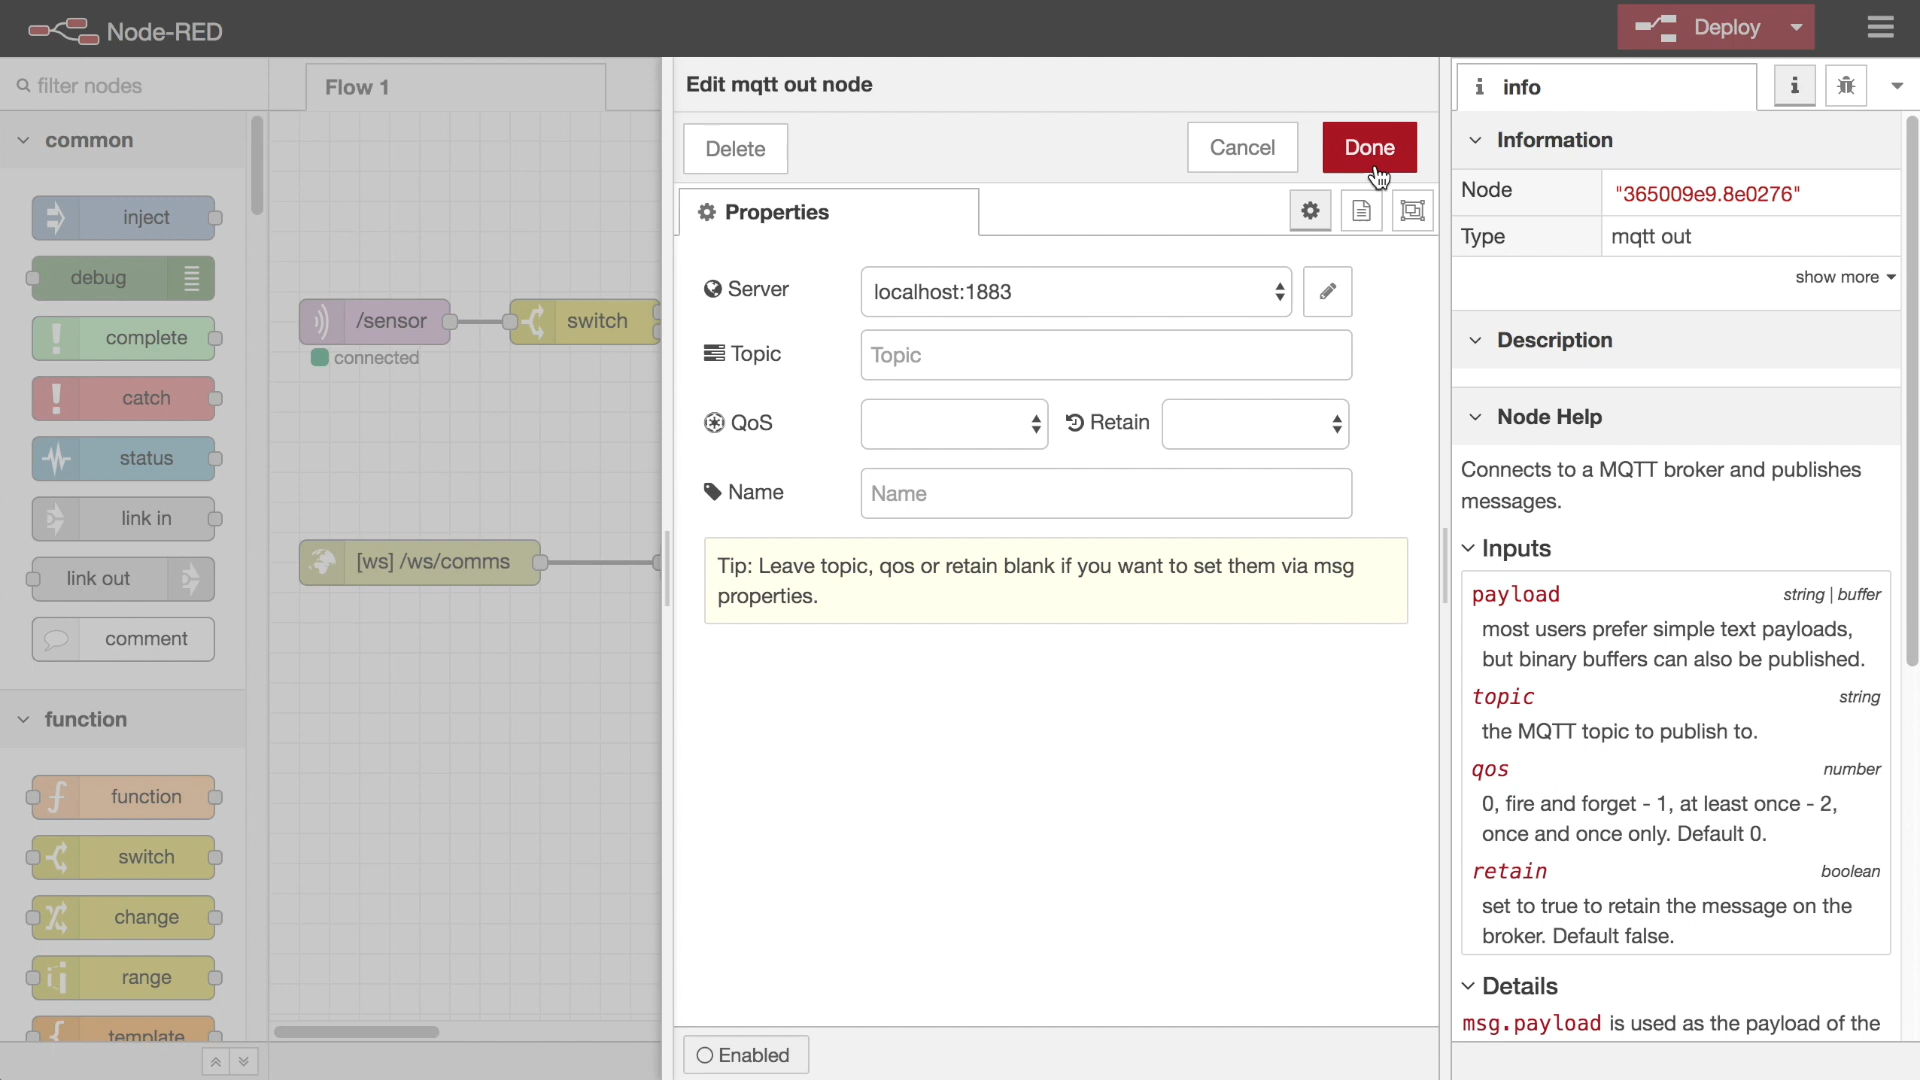 Node-RED
Deploy
filter nodes
Flow 1
Edit mqtt out node
info
common
Delete
Cancel
Done
Information
Node
"365009e9.8e0276"
Type
mqtt out
show more
Properties
inject
debug
complete
catch
status
link in
link out
comment
function
function
switch
change
range
template
/sensor
connected
switch
[ws] /ws/comms
Server
localhost:1883
Topic
Topic
QoS
Retain
Name
Name
Tip: Leave topic, qos or retain blank if you want to set them via msg
properties.
Enabled
Description
Node Help
Connects to a MQTT broker and publishes
messages.
Inputs
payload string | buffer
most users prefer simple text payloads,
but binary buffers can also be published.
topic string
the MQTT topic to publish to.
qos number
0, fire and forget - 1, at least once - 2,
once and once only. Default 0.
retain boolean
set to true to retain the message on the
broker. Default false.
Details
msg.payload is used as the payload of the